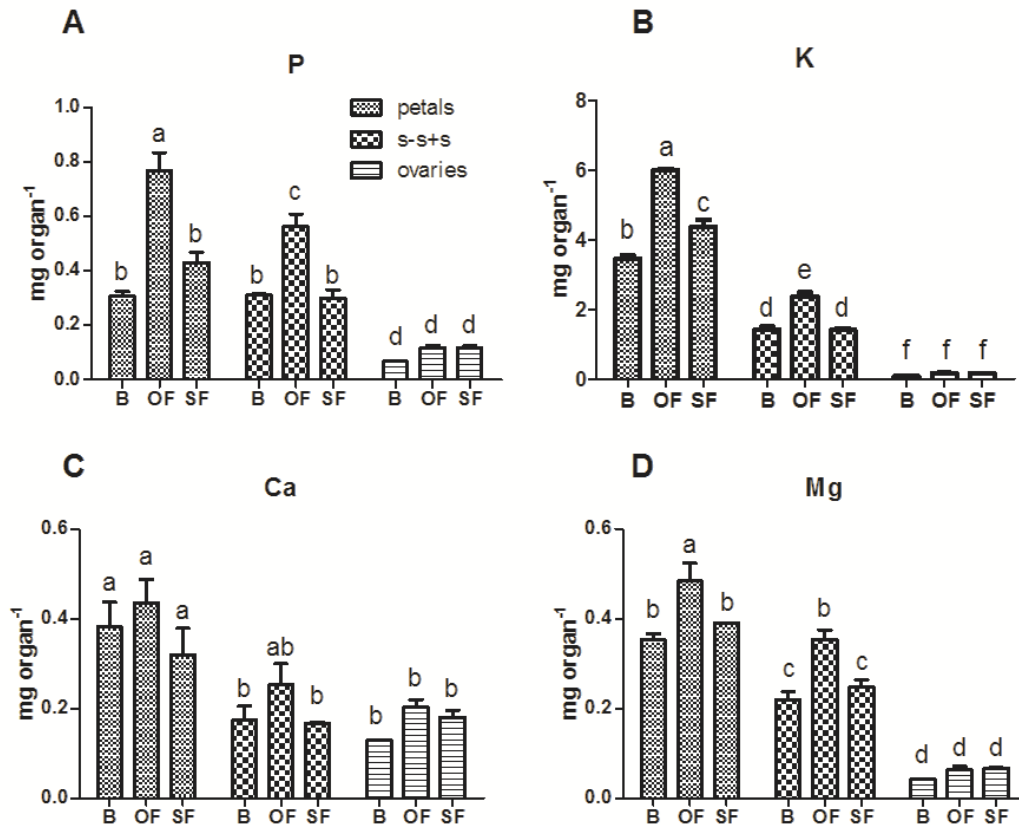 A
P
petals
s-s+s
ovaries
mg organ⁻¹
1.0
0.8
0.6
0.4
0.2
0.0
b a b b c b d d d
B OF SF B OF SF B OF SF
B
K
mg organ⁻¹
8
6
4
2
0
b a c d e d f f f
B OF SF B OF SF B OF SF
C
Ca
mg organ⁻¹
0.6
0.4
0.2
0.0
a a a b ab b b b b
B OF SF B OF SF B OF SF
D
Mg
mg organ⁻¹
0.6
0.4
0.2
0.0
b a b c b c d d d
B OF SF B OF SF B OF SF